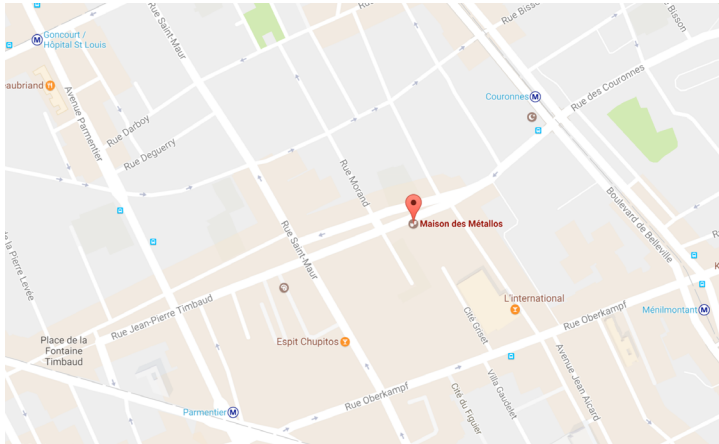 Goncourt /
Hôpital St Louis
Rue Saint-Maur
Rue Biss
Bisson
aubriand
Avenue Parmentier
Couronnes
Rue des Couronnes
Rue Darboy
Rue Deguerry
Rue Morand
Maison des Métallos
Boulevard de Belleville
e la Pierre Levée
Rue Saint-Maur
Rue Jean-Pierre Timbaud
L'international
Ménilmontant
Rue Oberkampf
Cité Griset
Place de la
Fontaine
Timbaud
Espit Chupitos
Avenue Jean Aicard
Villa Gaudelet
Cité du Figuier
Rue Oberkampf
Parmentier